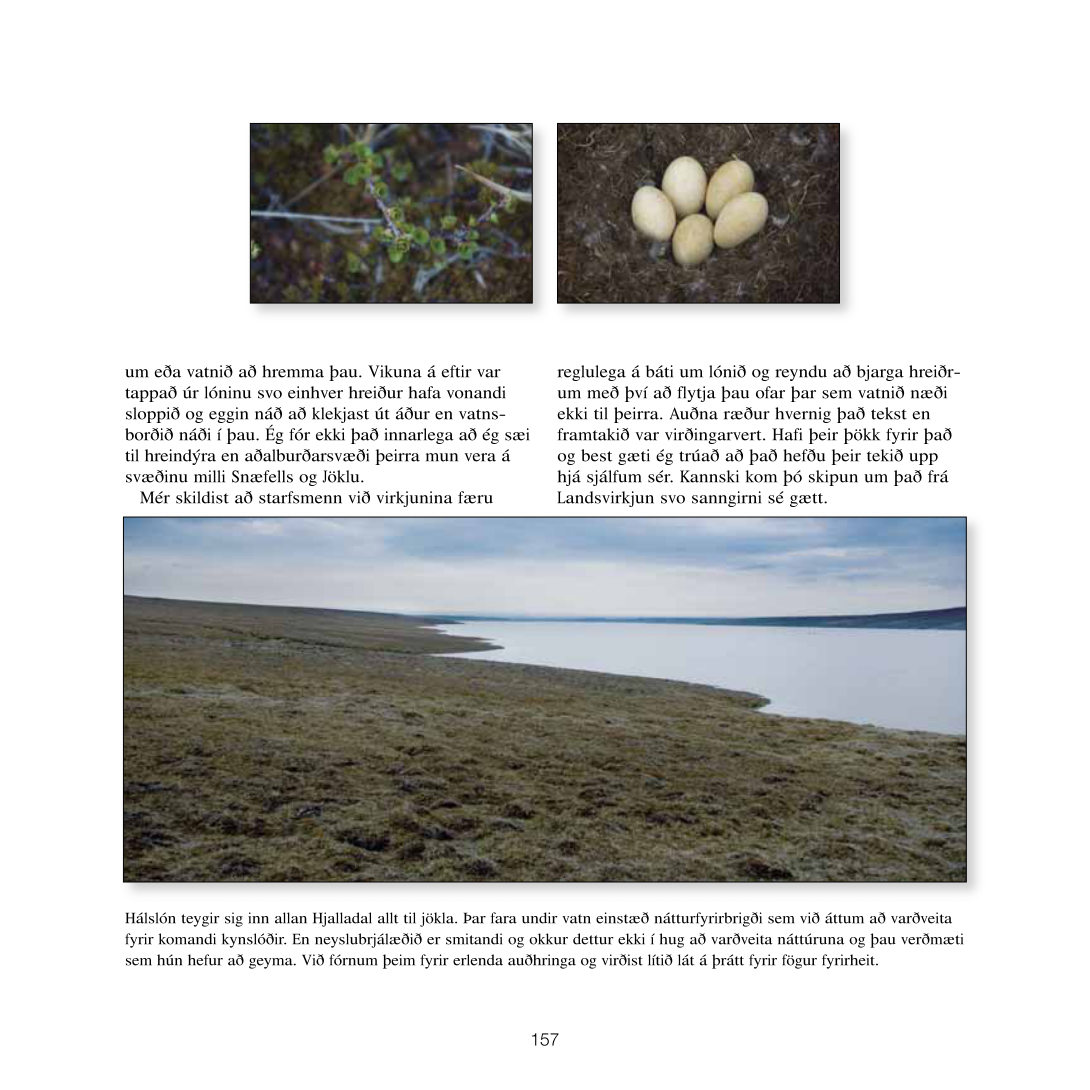 um eða vatnið að hremma þau. Vikuna á eftir var
tappað úr lóninu svo einhver hreiður hafa vonandi
sloppið og eggin náð að klekjast út áður en vatns-
borðið náði í þau. Ég fór ekki það innarlega að ég sæi
til hreindýra en aðalburðarsvæði þeirra mun vera á
svæðinu milli Snæfells og Jöklu.
Mér skildist að starfsmenn við virkjunina færu
reglulega á báti um lónið og reyndu að bjarga hreiðr-
um með því að flytja þau ofar þar sem vatnið næði
ekki til þeirra. Auðna ræður hvernig það tekst en
framtakið var virðingarvert. Hafi þeir þökk fyrir það
og best gæti ég trúað að það hefðu þeir tekið upp
hjá sjálfum sér. Kannski kom þó skipun um það frá
Landsvirkjun svo sanngirni sé gætt.
Hálslón teygir sig inn allan Hjalladal allt til jökla. Þar fara undir vatn einstæð nátturfyrirbrigði sem við áttum að varðveita
fyrir komandi kynslóðir. En neyslubrjálæðið er smitandi og okkur dettur ekki í hug að varðveita náttúruna og þau verðmæti
sem hún hefur að geyma. Við fórnum þeim fyrir erlenda auðhringa og virðist lítið lát á þrátt fyrir fögur fyrirheit.
157